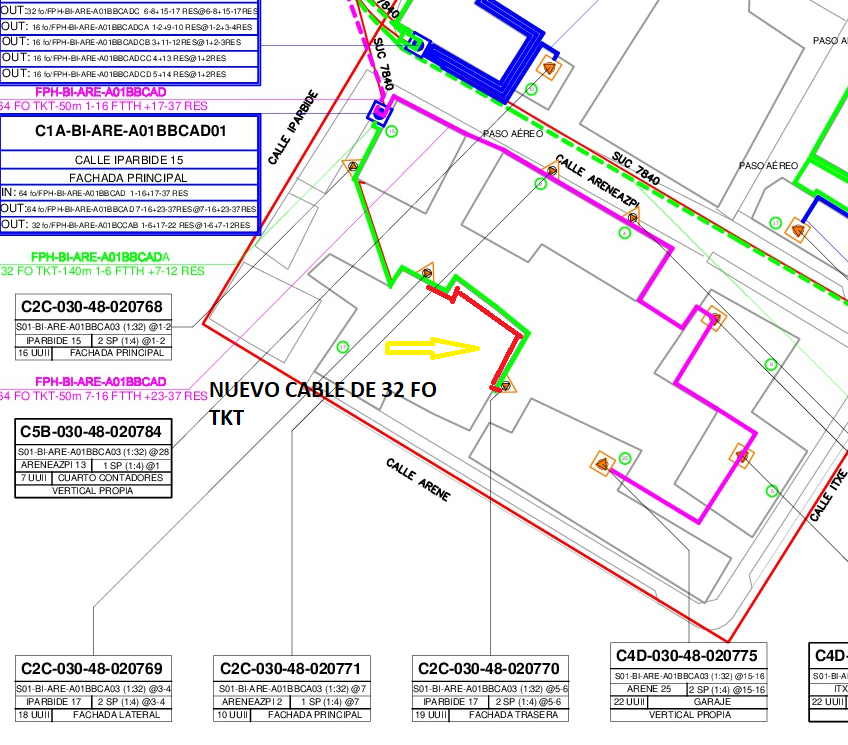 OUT:32 fo/FPH-BI-ARE-A01BBCADC 6-8+15-17 RES@6-8+15-17RES
OUT: 16 fo/FPH-BI-ARE-A01BBCADCA 1-2+9-10 RES@1-2+3-4RES
OUT: 16 fo/FPH-BI-ARE-A01BBCADCB 3+11-12RES@1+2-3RES
OUT: 16 fo/FPH-BI-ARE-A01BBCADCC 4+13 RES@1+2RES
OUT: 16 fo/FPH-BI-ARE-A01BBCADCD 5+14 RES@1+2RES
FPH-BI-ARE-A01BBCAD
64 FO TKT-50m 1-16 FTTH +17-37 RES
C1A-BI-ARE-A01BBCAD01
CALLE IPARBIDE 15
FACHADA PRINCIPAL
IN: 64 fo/FPH-BI-ARE-A01BBCAD 1-16+17-37 RES
OUT:64 fo/FPH-BI-ARE-A01BBCAD 7-16+23-37RES@7-16+23-37RES
OUT: 32 fo/FPH-BI-ARE-A01BCCAB 1-6+17-22 RES@1-6+7-12RES
FPH-BI-ARE-A01BBCADA
32 FO TKT-140m 1-6 FTTH +7-12 RES
C2C-030-48-020768
S01-BI-ARE-A01BBCA03 (1:32) @1-2
IPARBIDE 15 2 SP (1:4) @1-2
16 UUII FACHADA PRINCIPAL
FPH-BI-ARE-A01BBCAD
64 FO TKT-50m 7-16 FTTH +23-37 RES
C5B-030-48-020784
S01-BI-ARE-A01BBCA03 (1:32) @28
ARENEAZPI 13 1 SP (1:4) @1
7 UUII CUARTO CONTADORES
VERTICAL PROPIA
7840
SUC 7840
CALLE IPARBIDE
PASO AÉREO
CALLE ARENEAZPI
SUC 7840
PASO AÉREO
PASO A
NUEVO CABLE DE 32 FO
TKT
CALLE ARENE
CALLE ITXE
C2C-030-48-020769
S01-BI-ARE-A01BBCA03 (1:32) @3-4
IPARBIDE 17 2 SP (1:4) @3-4
18 UUII FACHADA LATERAL
C2C-030-48-020771
S01-BI-ARE-A01BBCA03 (1:32) @7
ARENEAZPI 2 1 SP (1:4) @7
10 UUII FACHADA PRINCIPAL
C2C-030-48-020770
S01-BI-ARE-A01BBCA03 (1:32) @5-6
IPARBIDE 17 2 SP (1:4) @5-6
19 UUII FACHADA TRASERA
C4D-030-48-020775
S01-BI-ARE-A01BBCA03 (1:32) @15-16
ARENE 25 2 SP (1:4) @15-16
22 UUII GARAJE
VERTICAL PROPIA
C4D-
S01-BI-A
ITX
22 UUII